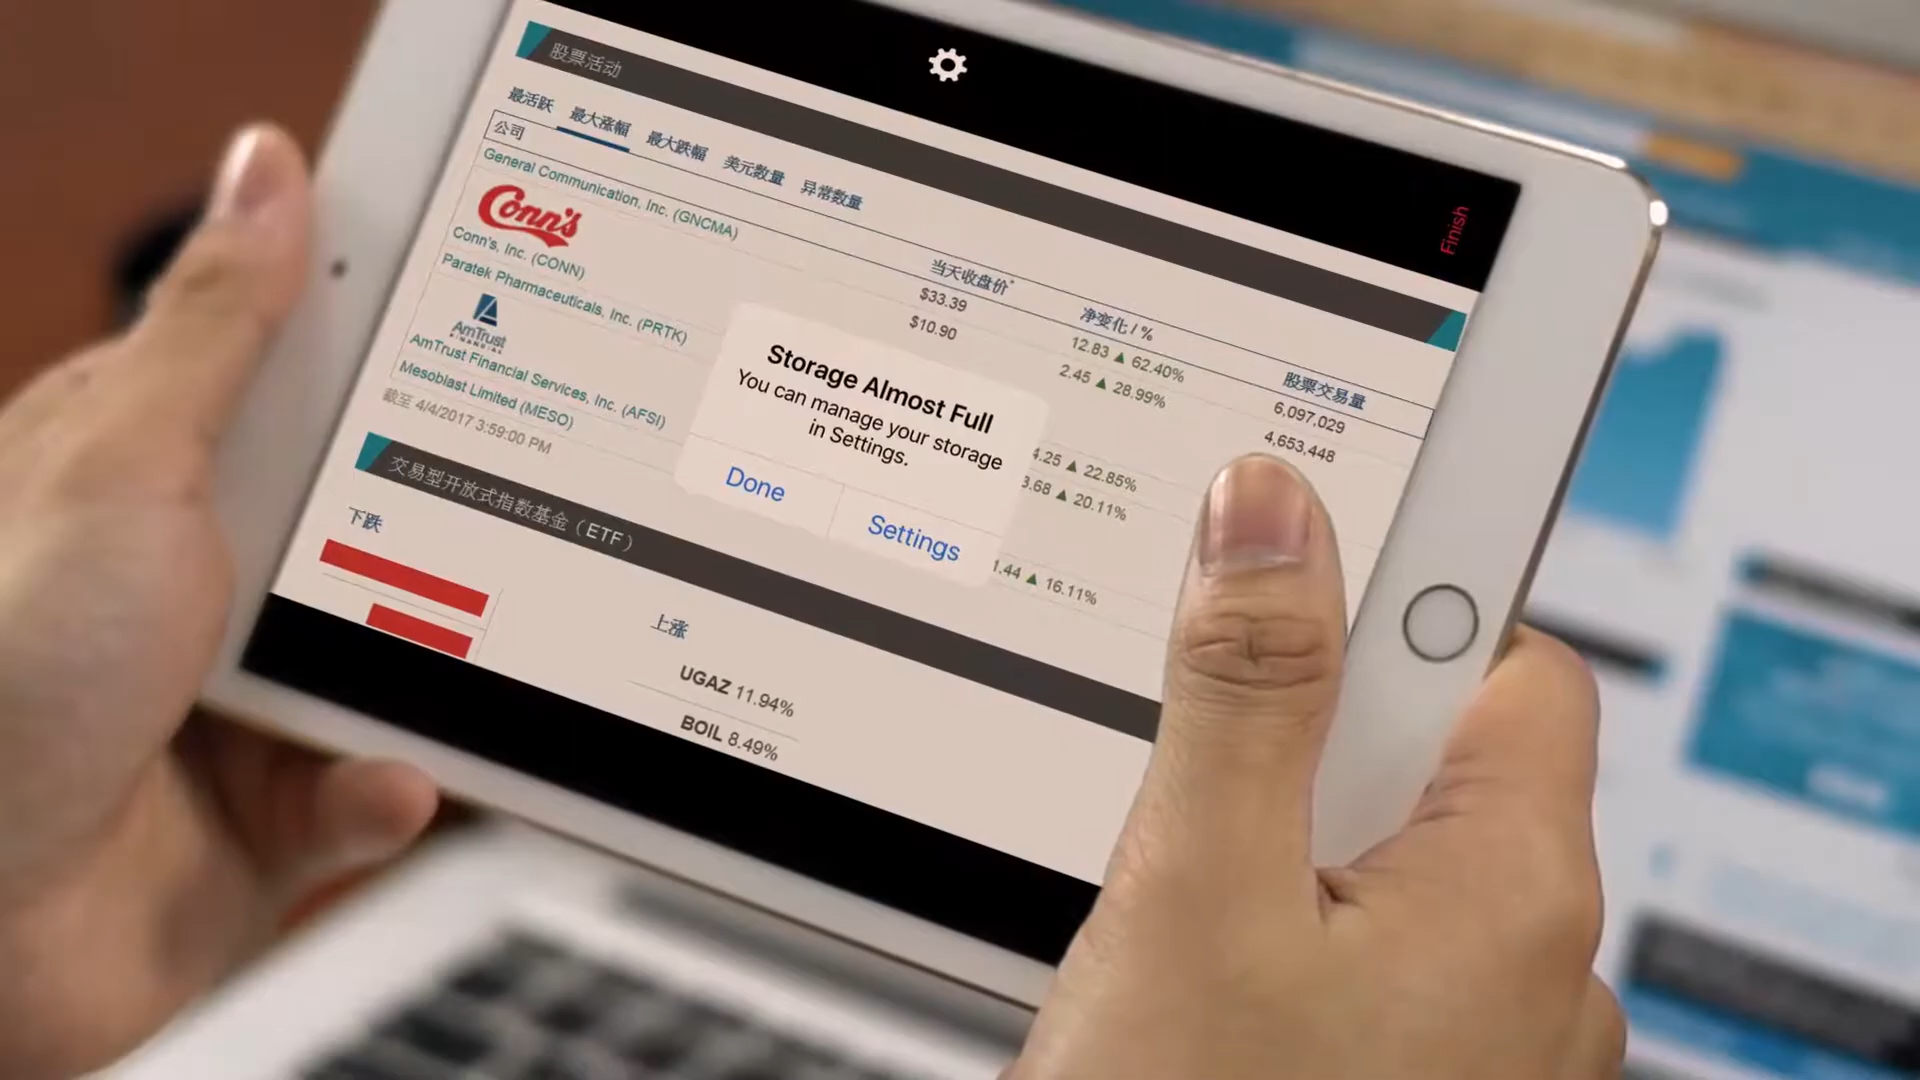 股票活动
Finish
最活跃 最大涨幅 最大跌幅 美元数量 异常数量
公司 当天收盘价* 净变化 / % 股票交易量
General Communication, Inc. (GNCMA) $33.39 12.83 ▲ 62.40% 6,097,029
Conn's
Conn's, Inc. (CONN) $10.90 2.45 ▲ 28.99% 4,653,448
Paratek Pharmaceuticals, Inc. (PRTK) 4.25 ▲ 22.85%
AmTrust
FINANCIAL
AmTrust Financial Services, Inc. (AFSI) 3.68 ▲ 20.11%
Mesoblast Limited (MESO) 1.44 ▲ 16.11%
截至 4/4/2017 3:59:00 PM
Storage Almost Full
You can manage your storage
in Settings.
Done Settings
交易型开放式指数基金（ETF）
下跌 上涨
UGAZ 11.94%
BOIL 8.49%